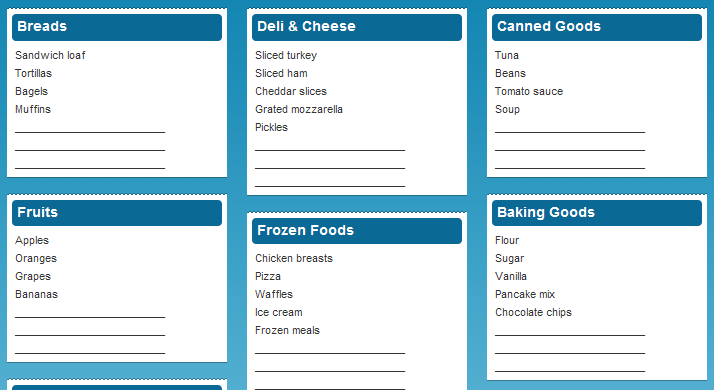 Breads
Sandwich loaf
Tortillas
Bagels
Muffins
Fruits
Apples
Oranges
Grapes
Bananas
Deli & Cheese
Sliced turkey
Sliced ham
Cheddar slices
Grated mozzarella
Pickles
Frozen Foods
Chicken breasts
Pizza
Waffles
Ice cream
Frozen meals
Canned Goods
Tuna
Beans
Tomato sauce
Soup
Baking Goods
Flour
Sugar
Vanilla
Pancake mix
Chocolate chips